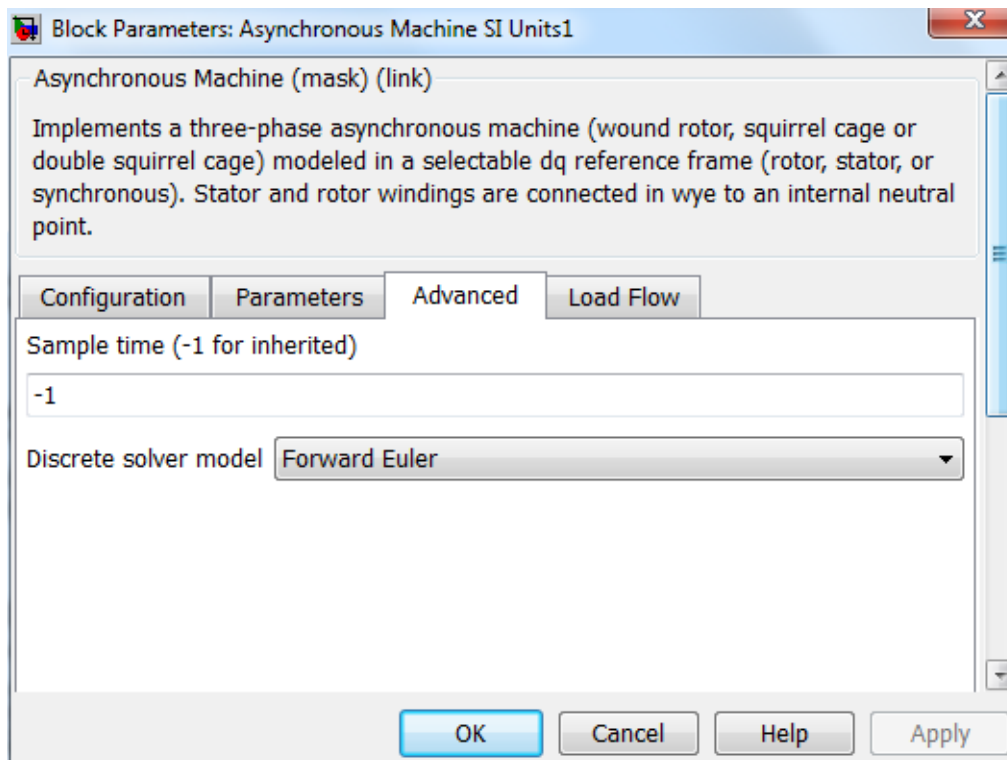 Block Parameters: Asynchronous Machine SI Units1
Asynchronous Machine (mask) (link)
Implements a three-phase asynchronous machine (wound rotor, squirrel cage or
double squirrel cage) modeled in a selectable dq reference frame (rotor, stator, or
synchronous). Stator and rotor windings are connected in wye to an internal neutral
point.
Configuration Parameters Advanced Load Flow
Sample time (-1 for inherited)
-1
Discrete solver model Forward Euler
OK Cancel Help Apply